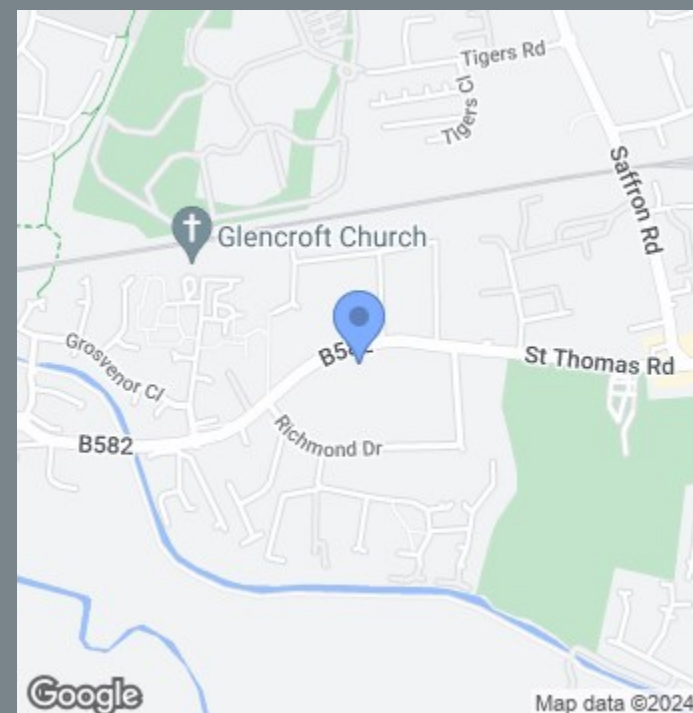 Tigers Rd
Tigers Cl
Saffron Rd
Glencroft Church
B582
St Thomas Rd
Grosvenor Cl
Richmond Dr
B582
Google
Map data ©2024